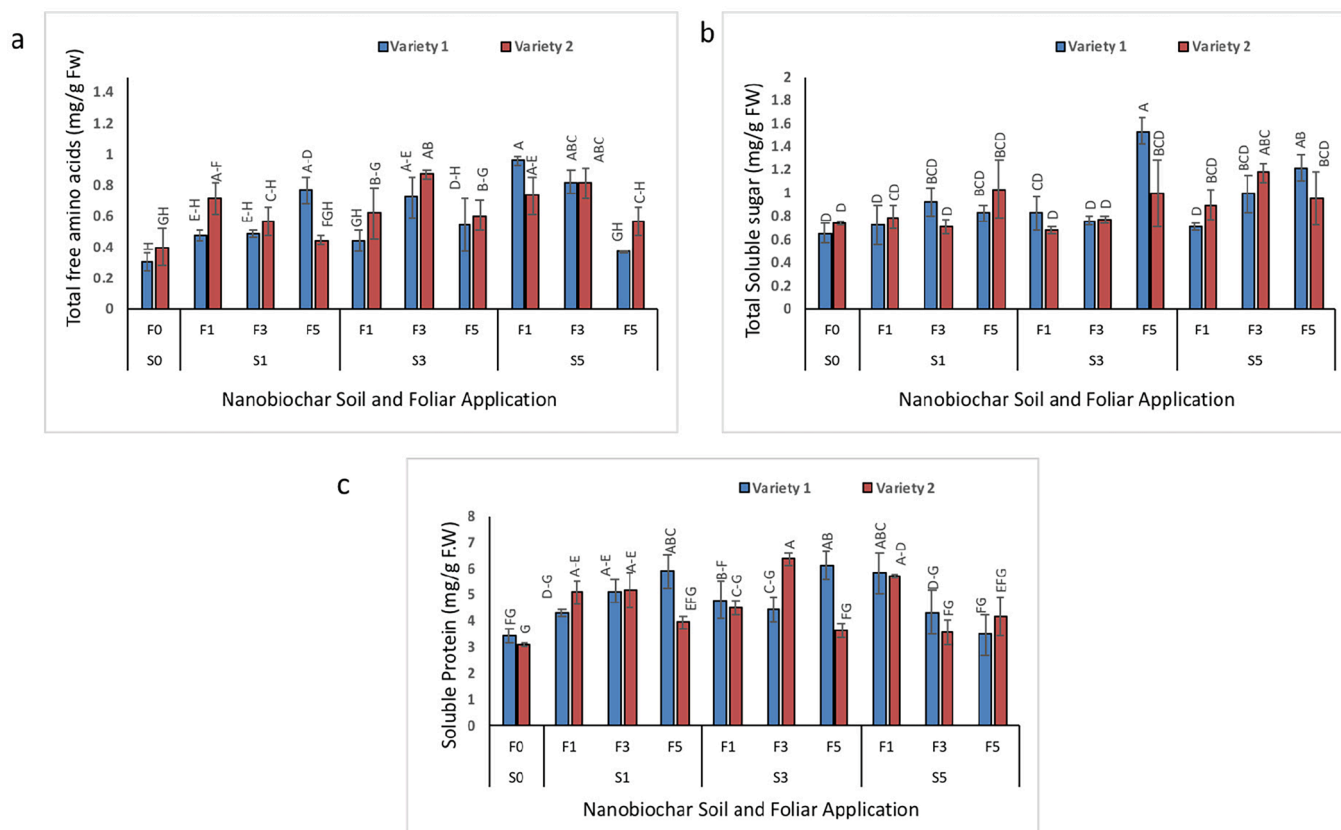 a
Variety 1 Variety 2
Total free amino acids (mg/g Fw)
1.4
1.2
1
0.8
0.6
0.4
0.2
0
H GH E-H A-F E-H C-H A-D FGH GH B-G A-E AB D-H B-G A A-E ABC ABC GH C-H
F0 F1 F3 F5 F1 F3 F5 F1 F3 F5
S0 S1 S3 S5
Nanobiochar Soil and Foliar Application
b
Variety 1 Variety 2
Total Soluble sugar (mg/g FW)
2
1.8
1.6
1.4
1.2
1
0.8
0.6
0.4
0.2
0
D D D CD BCD D BCD BCD CD D D D A BCD D BCD BCD ABC AB BCD
F0 F1 F3 F5 F1 F3 F5 F1 F3 F5
S0 S1 S3 S5
Nanobiochar Soil and Foliar Application
c
Variety 1 Variety 2
Soluble Protein (mg/g F.W)
8
7
6
5
4
3
2
1
0
FG G D-G A-E A-E A-E ABC EFG B-F C-G C-G A AB FG ABC A-D D-G FG FG EFG
F0 F1 F3 F5 F1 F3 F5 F1 F3 F5
S0 S1 S3 S5
Nanobiochar Soil and Foliar Application